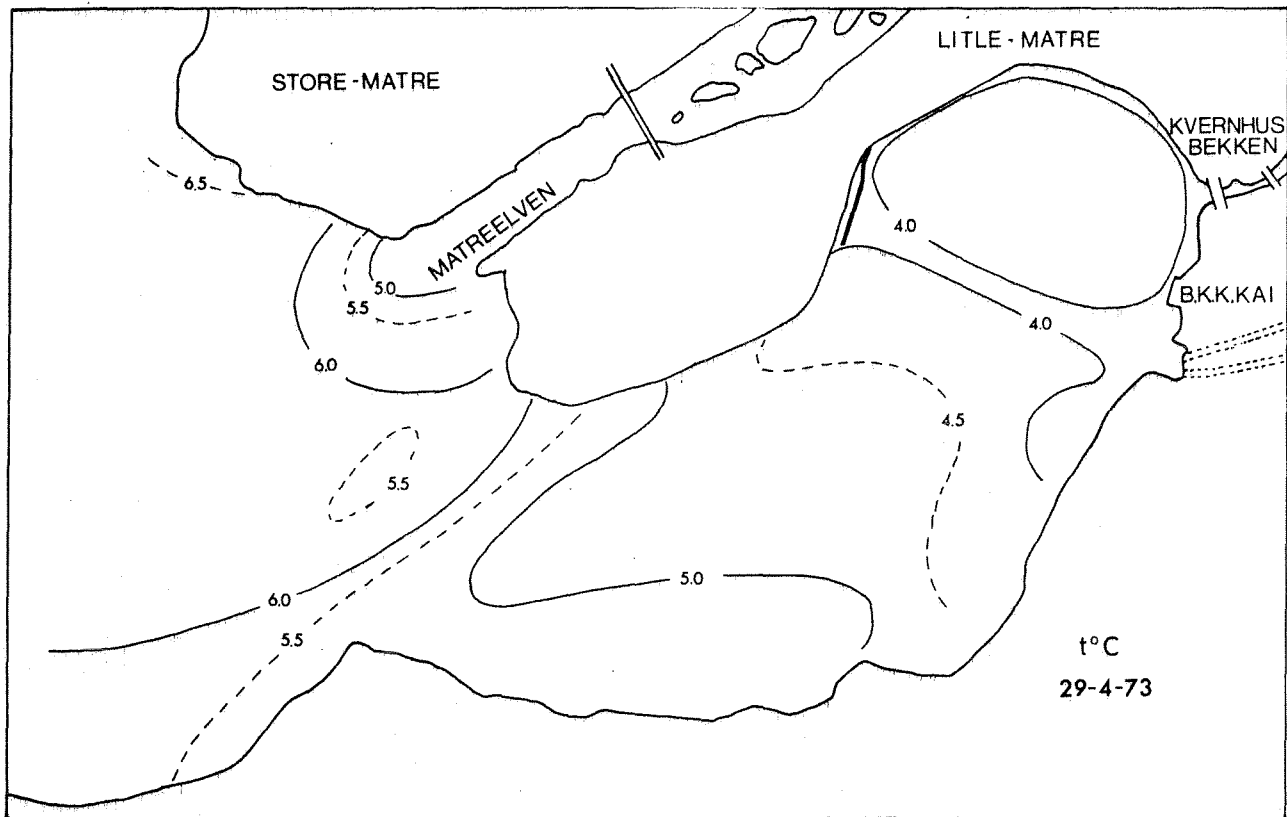 LITLE-MATRE
STORE-MATRE
KVERNHUS
BEKKEN
6.5
MATREELVEN
4.0
5.0
B.K.K.KAI
5.5
4.0
6.0
4.5
5.5
5.0
6.0
5.5
t°C
29-4-73